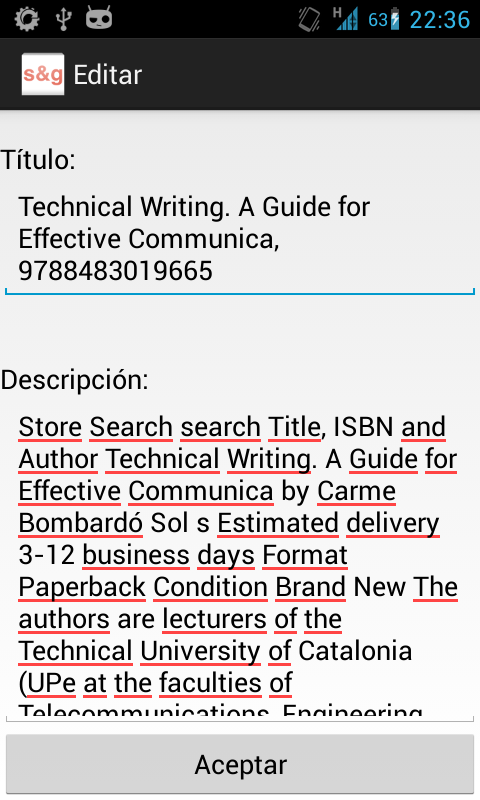 H 63 22:36
s&g Editar
Título:
Technical Writing. A Guide for
Effective Communica,
9788483019665
Descripción:
Store Search search Title, ISBN and
Author Technical Writing. A Guide for
Effective Communica by Carme
Bombardó Sol s Estimated delivery
3-12 business days Format
Paperback Condition Brand New The
authors are lecturers of the
Technical University of Catalonia
(UPe at the faculties of
Telecommunications, Engineering
Aceptar